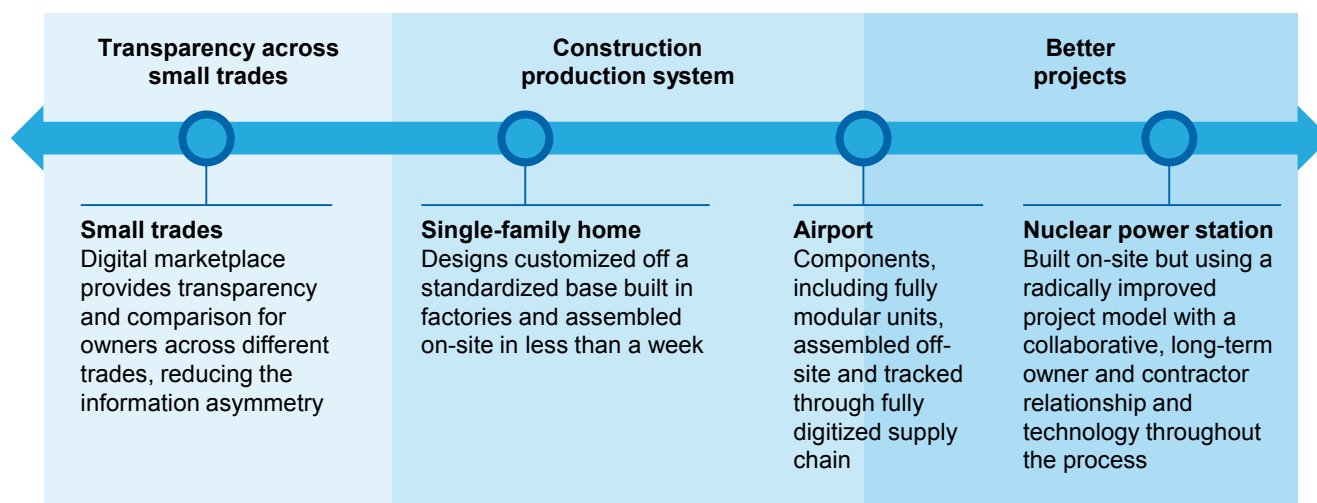 Transparency across
small trades
Construction
production system
Better
projects
Small trades
Digital marketplace
provides transparency
and comparison for
owners across different
trades, reducing the
information asymmetry
Single-family home
Designs customized off a
standardized base built in
factories and assembled
on-site in less than a week
Airport
Components,
including fully
modular units,
assembled off-
site and tracked
through fully
digitized supply
chain
Nuclear power station
Built on-site but using a
radically improved
project model with a
collaborative, long-term
owner and contractor
relationship and
technology throughout
the process